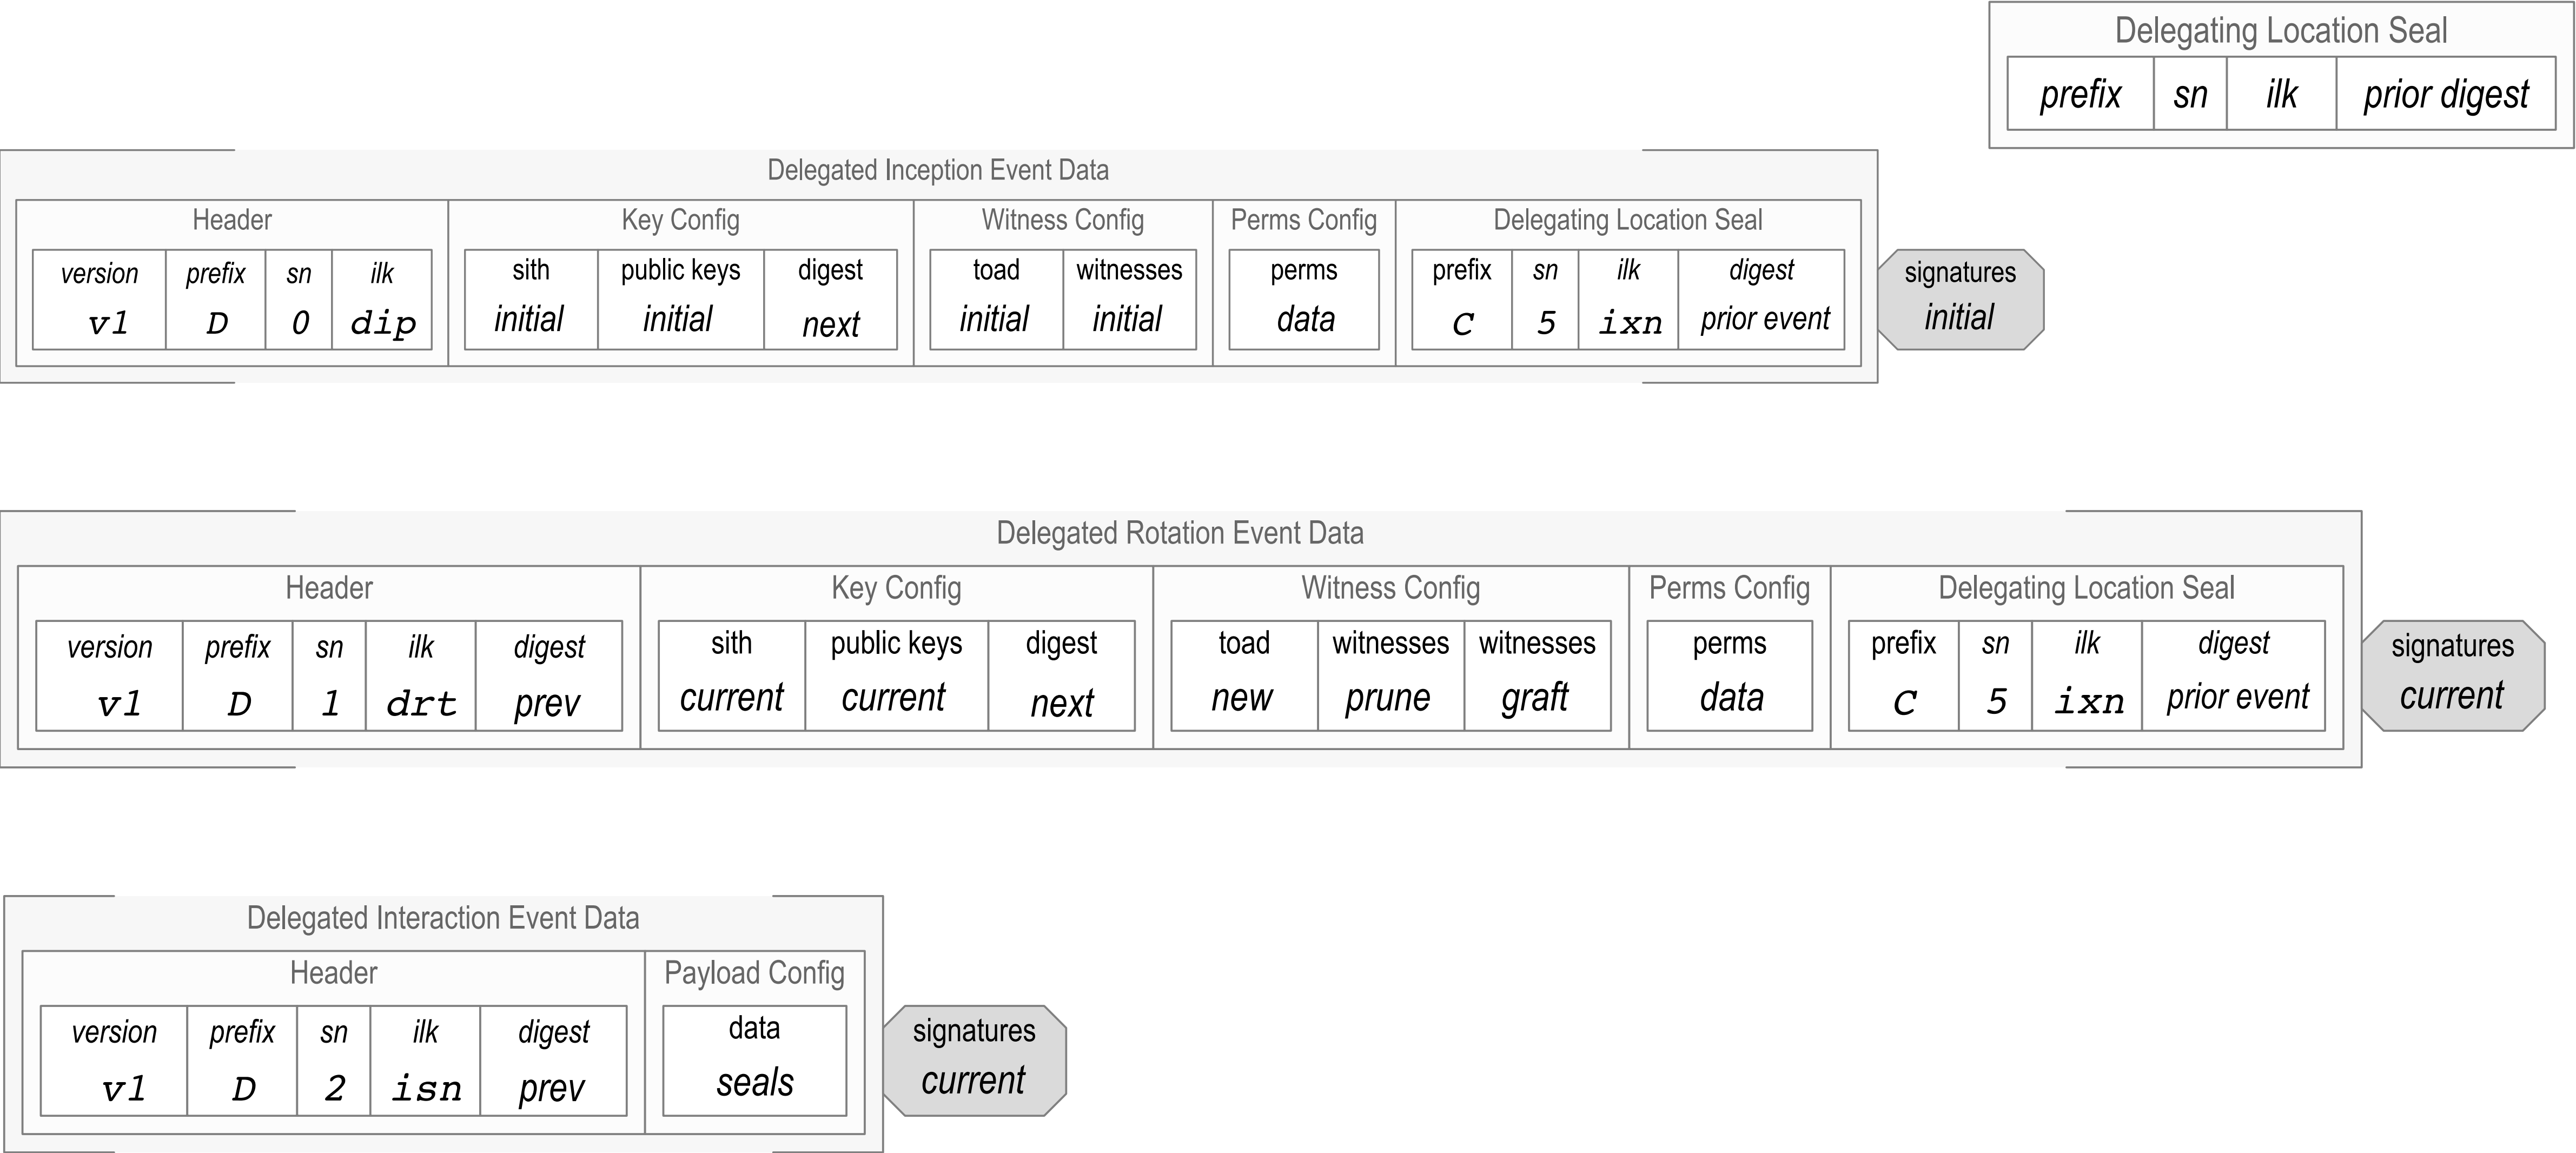 Delegating Location Seal
prefix sn ilk prior digest
Delegated Inception Event Data
Header Key Config Witness Config Perms Config Delegating Location Seal
version prefix sn ilk sith public keys digest toad witnesses perms prefix sn ilk digest signatures
v1 D 0 dip initial initial next initial initial data C 5 ixn prior event initial
Delegated Rotation Event Data
Header Key Config Witness Config Perms Config Delegating Location Seal
version prefix sn ilk digest sith public keys digest toad witnesses witnesses perms prefix sn ilk digest signatures
v1 D 1 drt prev current current next new prune graft data C 5 ixn prior event current
Delegated Interaction Event Data
Header Payload Config
version prefix sn ilk digest data signatures
v1 D 2 isn prev seals current